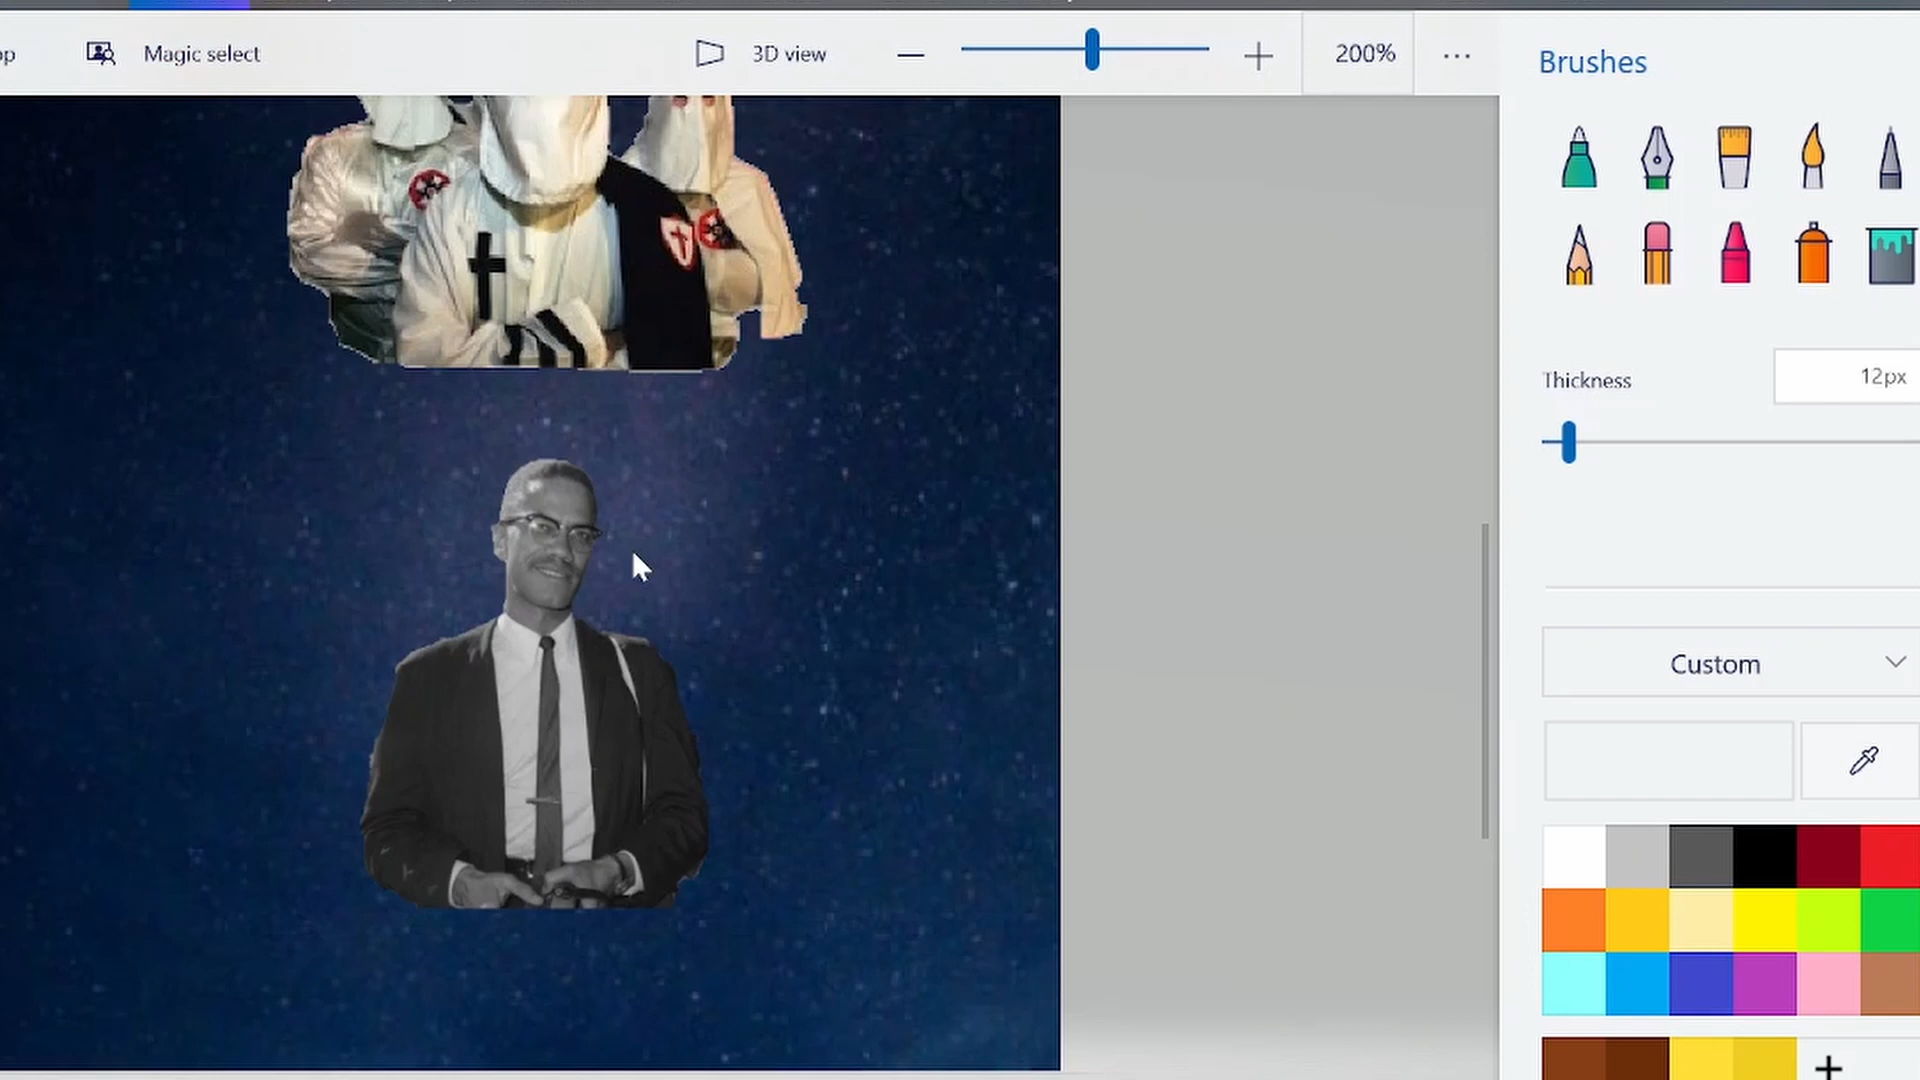 Magic select
3D view
200%
Brushes
Thickness
12px
Custom